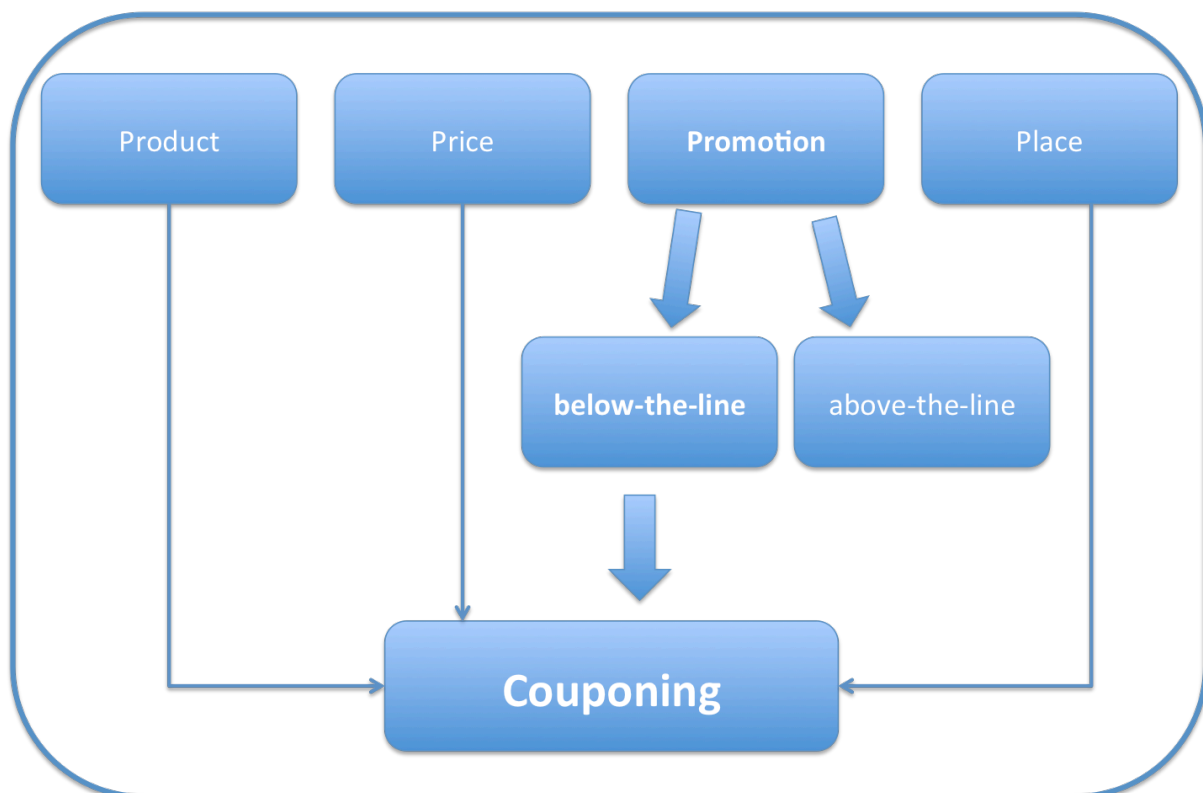 Product
Price
Promotion
Place
below-the-line
above-the-line
Couponing